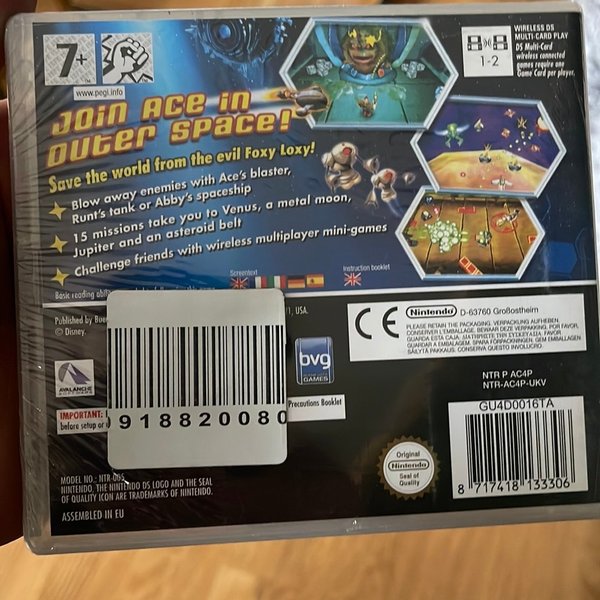 7+
www.pegi.info
WIRELESS DS
MULTI-CARD PLAY
DS Multi-Card
wireless connected
games require one
Game Card per player.
1-2
JOIN ACE IN
OUTER SPACE!
Save the world from the evil Foxy Loxy!
Blow away enemies with Ace's blaster,
Runt's tank or Abby's spaceship
15 missions take you to Venus, a metal moon,
Jupiter and an asteroid belt
Challenge friends with wireless multiplayer mini-games
Screentext
Instruction booklet
Basic reading
Published by
USA.
© Disney.
CE
Nintendo
D-63760 Großostheim
PLEASE RETAIN THE PACKAGING. VERPACKUNG AUFHEBEN.
CONSERVER L'EMBALLAGE. BEWAAR DEZE VERPAKKING. POR FAVOR,
GUARDA ESTA CAJA. ΔΙΑΤΗΡΕΙΤΕ ΤΗΝ ΣΥΣΚΕΥΑΣΙΑ. FAVOR
GUARDAR A EMBALAGEM. SPARA FÖRPACKNINGEN. GEM EMBALLAGEN
SÄILYTÄ PAKKAUS. CONSERVA QUESTO INVOLUCRO.
AVALANCHE
SOFTWARE
bvg
GAMES
NTR P AC4P
NTR-AC4P-UKV
IMPORTANT:
before setup or
Precautions Booklet
918820080
GU4D0016TA
8 717418 133306
Original
Nintendo
Seal of
Quality
MODEL NO.: NTR-005
NINTENDO, THE NINTENDO DS LOGO AND THE SEAL
OF QUALITY ICON ARE TRADEMARKS OF NINTENDO.
ASSEMBLED IN EU